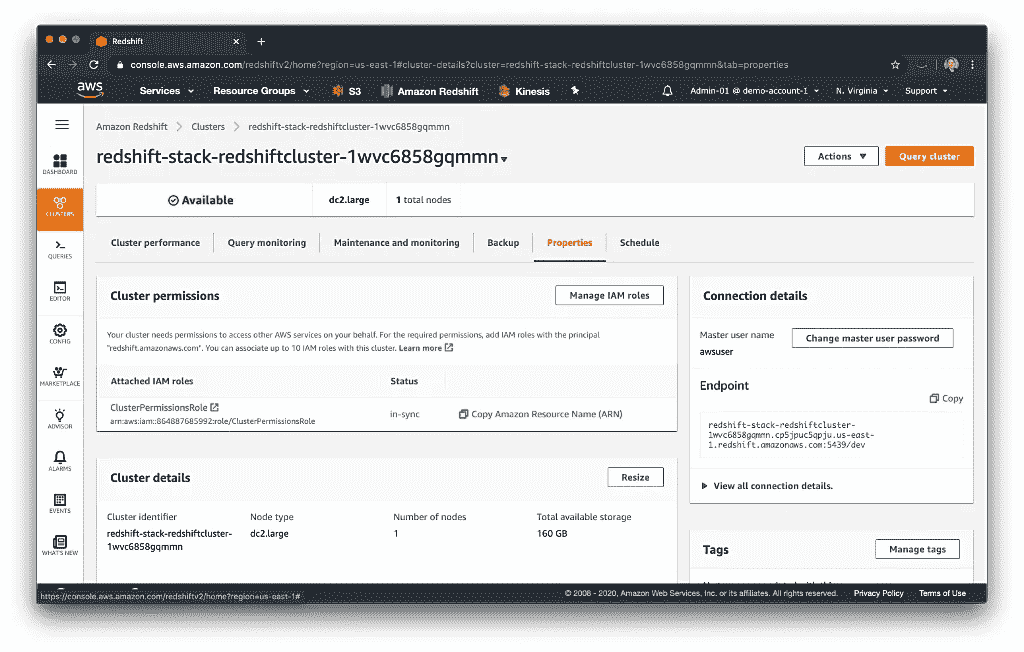 Redshift
console.aws.amazon.com/redshiftv2/home?region=us-east-1#cluster-details?cluster=redshift-stack-redshiftcluster-1wvc6858gqmmn&tab=properties
aws
Services
Resource Groups
S3
Amazon Redshift
Kinesis
Admin-01 @ demo-account-1
N. Virginia
Support
Amazon Redshift
Clusters
redshift-stack-redshiftcluster-1wvc6858gqmmn
redshift-stack-redshiftcluster-1wvc6858gqmmn
Actions
Query cluster
DASHBOARD
CLUSTERS
QUERIES
EDITOR
CONFIG
MARKETPLACE
ADVISOR
ALARMS
EVENTS
WHAT'S NEW
Available
dc2.large
1 total nodes
Cluster performance
Query monitoring
Maintenance and monitoring
Backup
Properties
Schedule
Cluster permissions
Manage IAM roles
Your cluster needs permissions to access other AWS services on your behalf. For the required permissions, add IAM roles with the principal
"redshift.amazonaws.com". You can associate up to 10 IAM roles with this cluster. Learn more
Attached IAM roles
Status
ClusterPermissionsRole
arn:aws:iam::864887685992:role/ClusterPermissionsRole
in-sync
Copy Amazon Resource Name (ARN)
Cluster details
Resize
Cluster identifier
Node type
Number of nodes
Total available storage
redshift-stack-redshiftcluster-
1wvc6858gqmmn
dc2.large
1
160 GB
Connection details
Master user name
awsuser
Change master user password
Endpoint
Copy
redshift-stack-redshiftcluster-
1wvc6858gqmmn.cp5jpuc5qpju.us-east-
1.redshift.amazonaws.com:5439/dev
View all connection details.
Tags
Manage tags
https://console.aws.amazon.com/redshiftv2/home?region=us-east-1#
© 2008 - 2020, Amazon Web Services, Inc. or its affiliates. All rights reserved.
Privacy Policy
Terms of Use